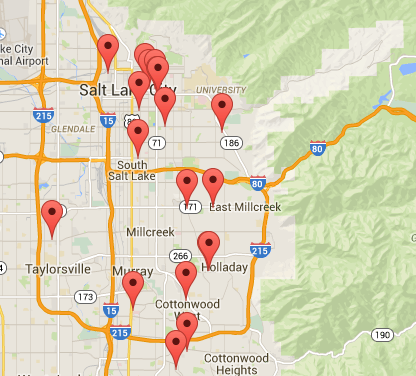 ke City
nal Airport
Salt Lake City
UNIVERSITY
215
GLENDALE
15
71
186
80
South
Salt Lake
80
171
East Millcreek
Millcreek
266
215
Taylorsville
Murray
Holladay
173
15
Cottonwood
West
215
190
Cottonwood
Heights